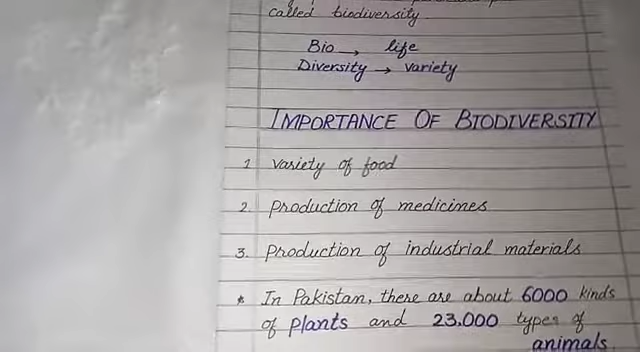 called biodiversity
Bio → life
Diversity → variety
IMPORTANCE OF BIODIVERSITY
1. Variety of food
2. Production of medicines
3. Production of industrial materials
* In Pakistan, there are about 6000 kinds
of plants and 23,000 types of
animals